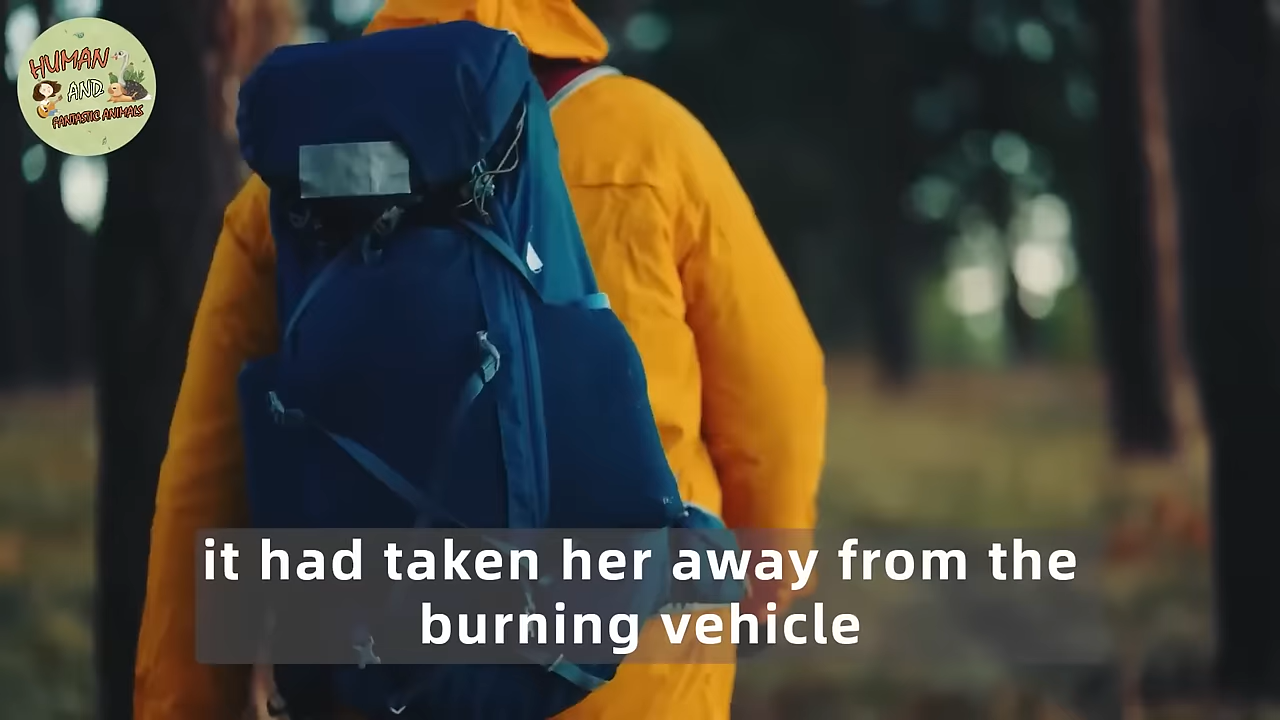 HUMAN
AND
FANTASTIC ANIMALS
it had taken her away from the
burning vehicle